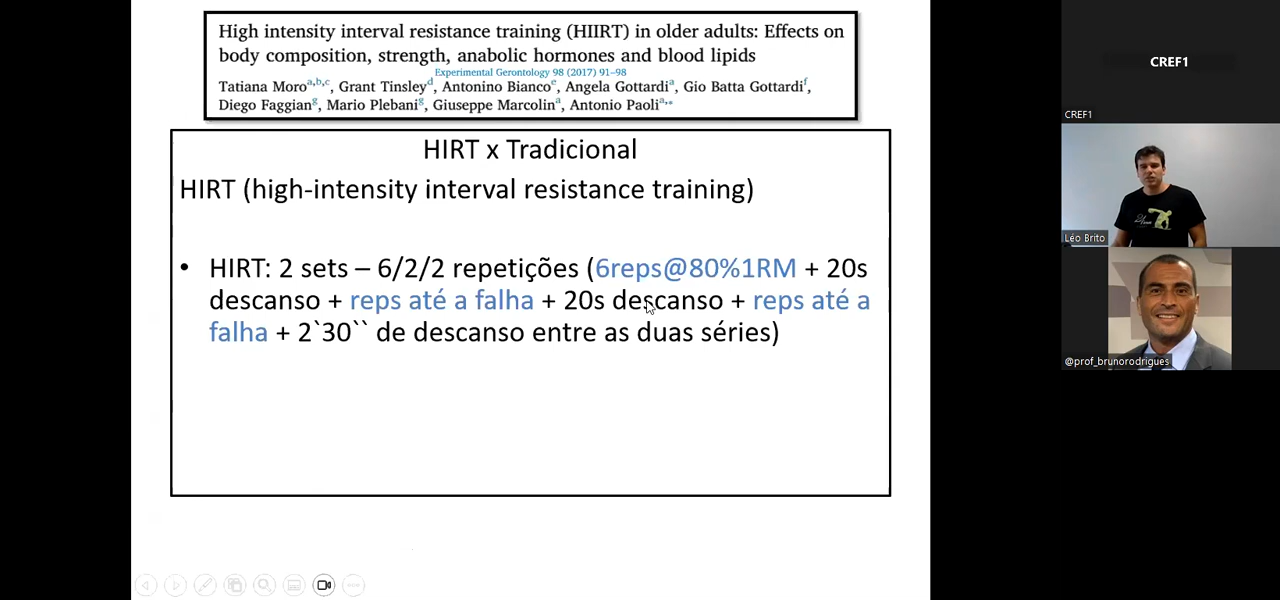 High intensity interval resistance training (HIIRT) in older adults: Effects on
body composition, strength, anabolic hormones and blood lipids
Experimental Gerontology 98 (2017) 91–98
Tatiana Moro a,b,c, Grant Tinsley d, Antonino Bianco e, Angela Gottardi a, Gio Batta Gottardi f,
Diego Faggian g, Mario Plebani g, Giuseppe Marcolin a, Antonio Paoli a,*
HIRT x Tradicional
HIRT (high-intensity interval resistance training)
• HIRT: 2 sets – 6/2/2 repetições (6reps@80%1RM + 20s
descanso + reps até a falha + 20s descanso + reps até a
falha + 2`30`` de descanso entre as duas séries)
CREF1
CREF1
Léo Brito
@prof_brunorodrigues